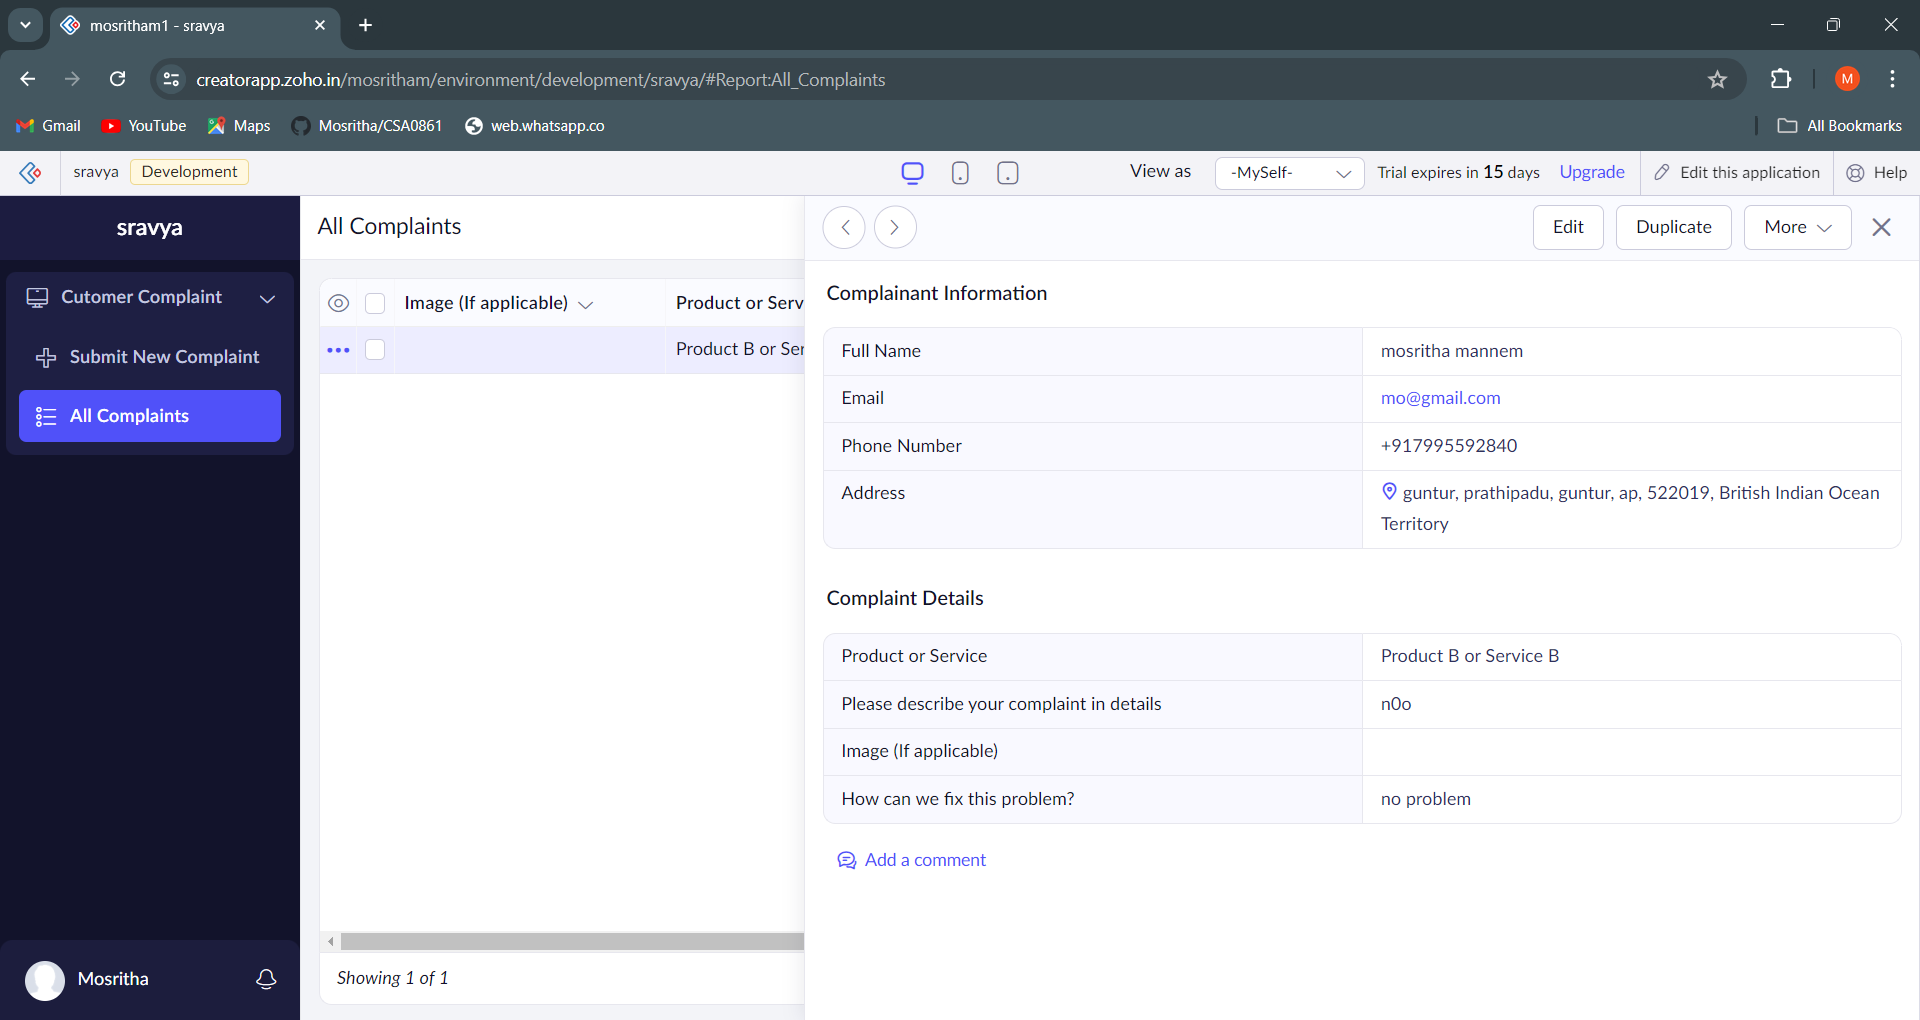 mosritham1 - sravya
creatorapp.zoho.in/mosritham/environment/development/sravya/#Report:All_Complaints
M
Gmail YouTube Maps Mosritha/CSA0861 web.whatsapp.co All Bookmarks
sravya Development View as -MySelf- Trial expires in 15 days Upgrade Edit this application Help
sravya
Cutomer Complaint
Submit New Complaint
All Complaints
Mosritha
All Complaints
Image (If applicable) Product or Serv
Product B or Ser
Showing 1 of 1
Edit Duplicate More
Complainant Information
Full Name mosritha mannem
Email mo@gmail.com
Phone Number +917995592840
Address guntur, prathipadu, guntur, ap, 522019, British Indian Ocean
Territory
Complaint Details
Product or Service Product B or Service B
Please describe your complaint in details n0o
Image (If applicable)
How can we fix this problem? no problem
Add a comment